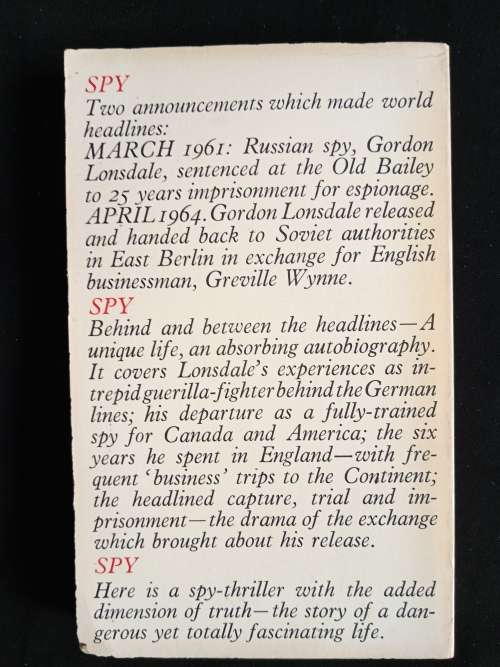 SPY
Two announcements which made world
headlines:
MARCH 1961: Russian spy, Gordon
Lonsdale, sentenced at the Old Bailey
to 25 years imprisonment for espionage.
APRIL 1964. Gordon Lonsdale released
and handed back to Soviet authorities
in East Berlin in exchange for English
businessman, Greville Wynne.
SPY
Behind and between the headlines—A
unique life, an absorbing autobiography.
It covers Lonsdale's experiences as in-
trepid guerilla-fighter behind the German
lines; his departure as a fully-trained
spy for Canada and America; the six
years he spent in England—with fre-
quent 'business' trips to the Continent;
the headlined capture, trial and im-
prisonment—the drama of the exchange
which brought about his release.
SPY
Here is a spy-thriller with the added
dimension of truth—the story of a dan-
gerous yet totally fascinating life.